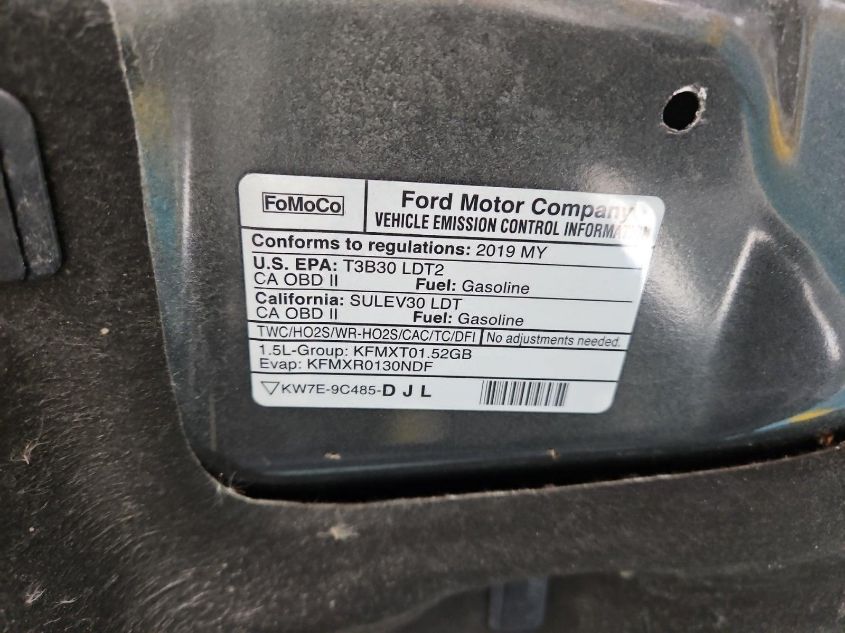 FoMoCo
Ford Motor Company
VEHICLE EMISSION CONTROL INFORMATION
Conforms to regulations: 2019 MY
U.S. EPA: T3B30 LDT2
CA OBD II Fuel: Gasoline
California: SULEV30 LDT
CA OBD II Fuel: Gasoline
TWC/HO2S/WR-HO2S/CAC/TC/DFI No adjustments needed.
1.5L-Group: KFMXT01.52GB
Evap: KFMXR0130NDF
KW7E-9C485-D J L